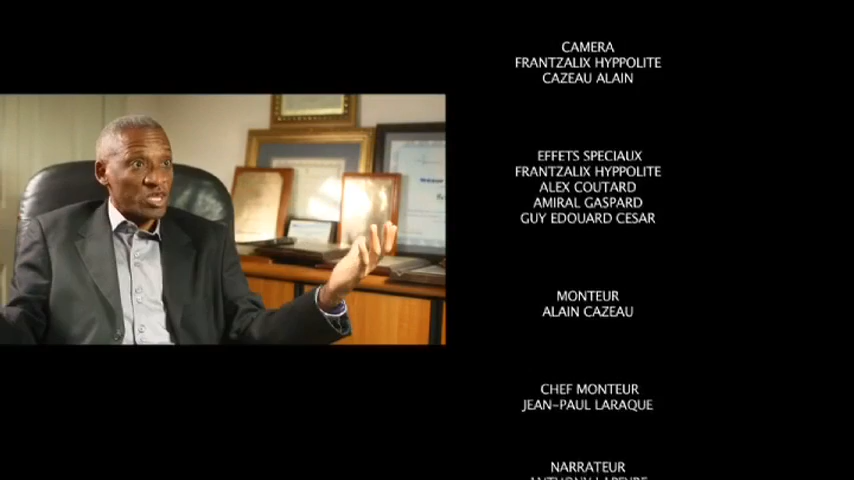 CAMERA
FRANTZALIX HYPPOLITE
CAZEAU ALAIN
EFFETS SPECIAUX
FRANTZALIX HYPPOLITE
ALEX COUTARD
AMIRAL GASPARD
GUY EDOUARD CESAR
MONTEUR
ALAIN CAZEAU
CHEF MONTEUR
JEAN-PAUL LARAQUE
NARRATEUR